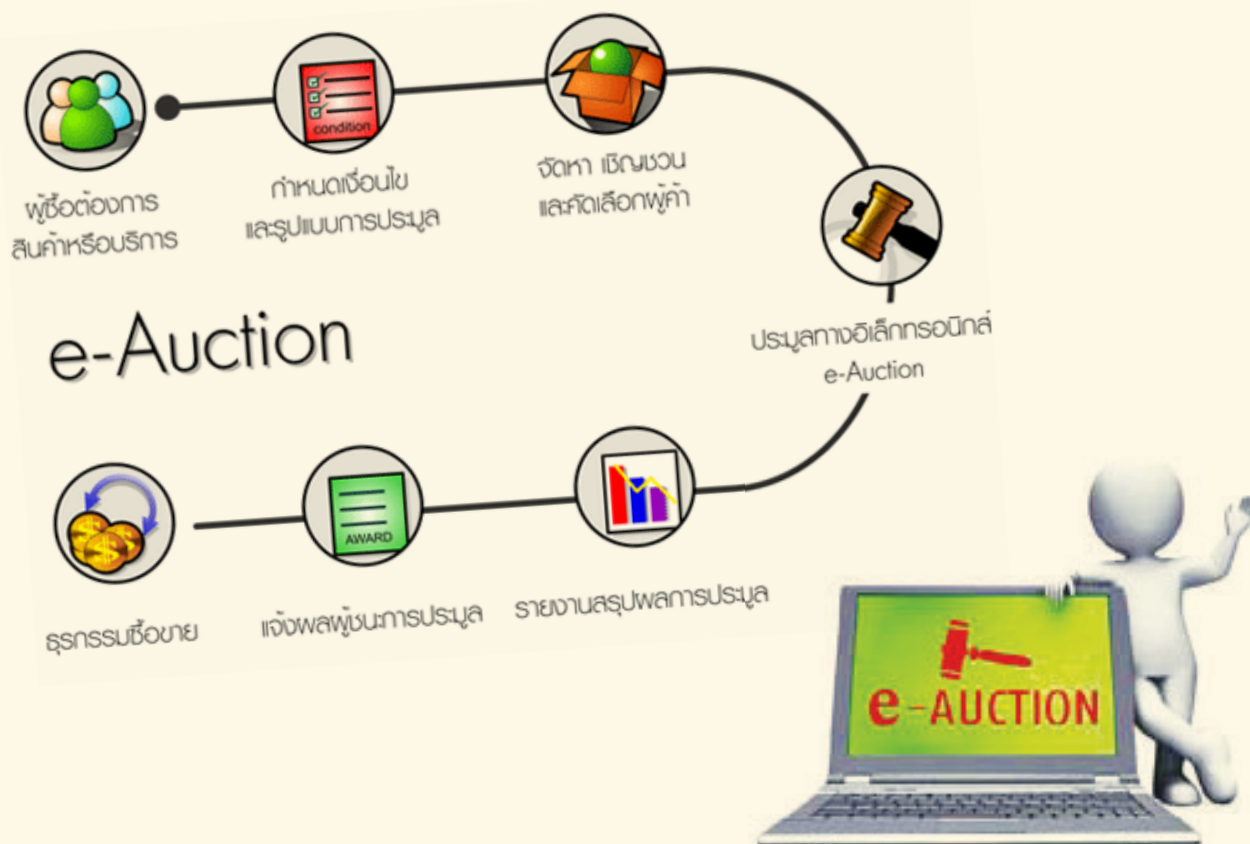 condition
ผู้ซื้อต้องการ
สินค้าหรือบริการ
กำหนดเงื่อนไข
และรูปแบบการประมูล
จัดหา เชิญชวน
และคัดเลือกผู้ค้า
ประมูลทางอิเล็กทรอนิกส์
e-Auction
e-Auction
AWARD
รายงานสรุปผลการประมูล
แจ้งผลผู้ชนะการประมูล
ธุรกรรมซื้อขาย
e-AUCTION